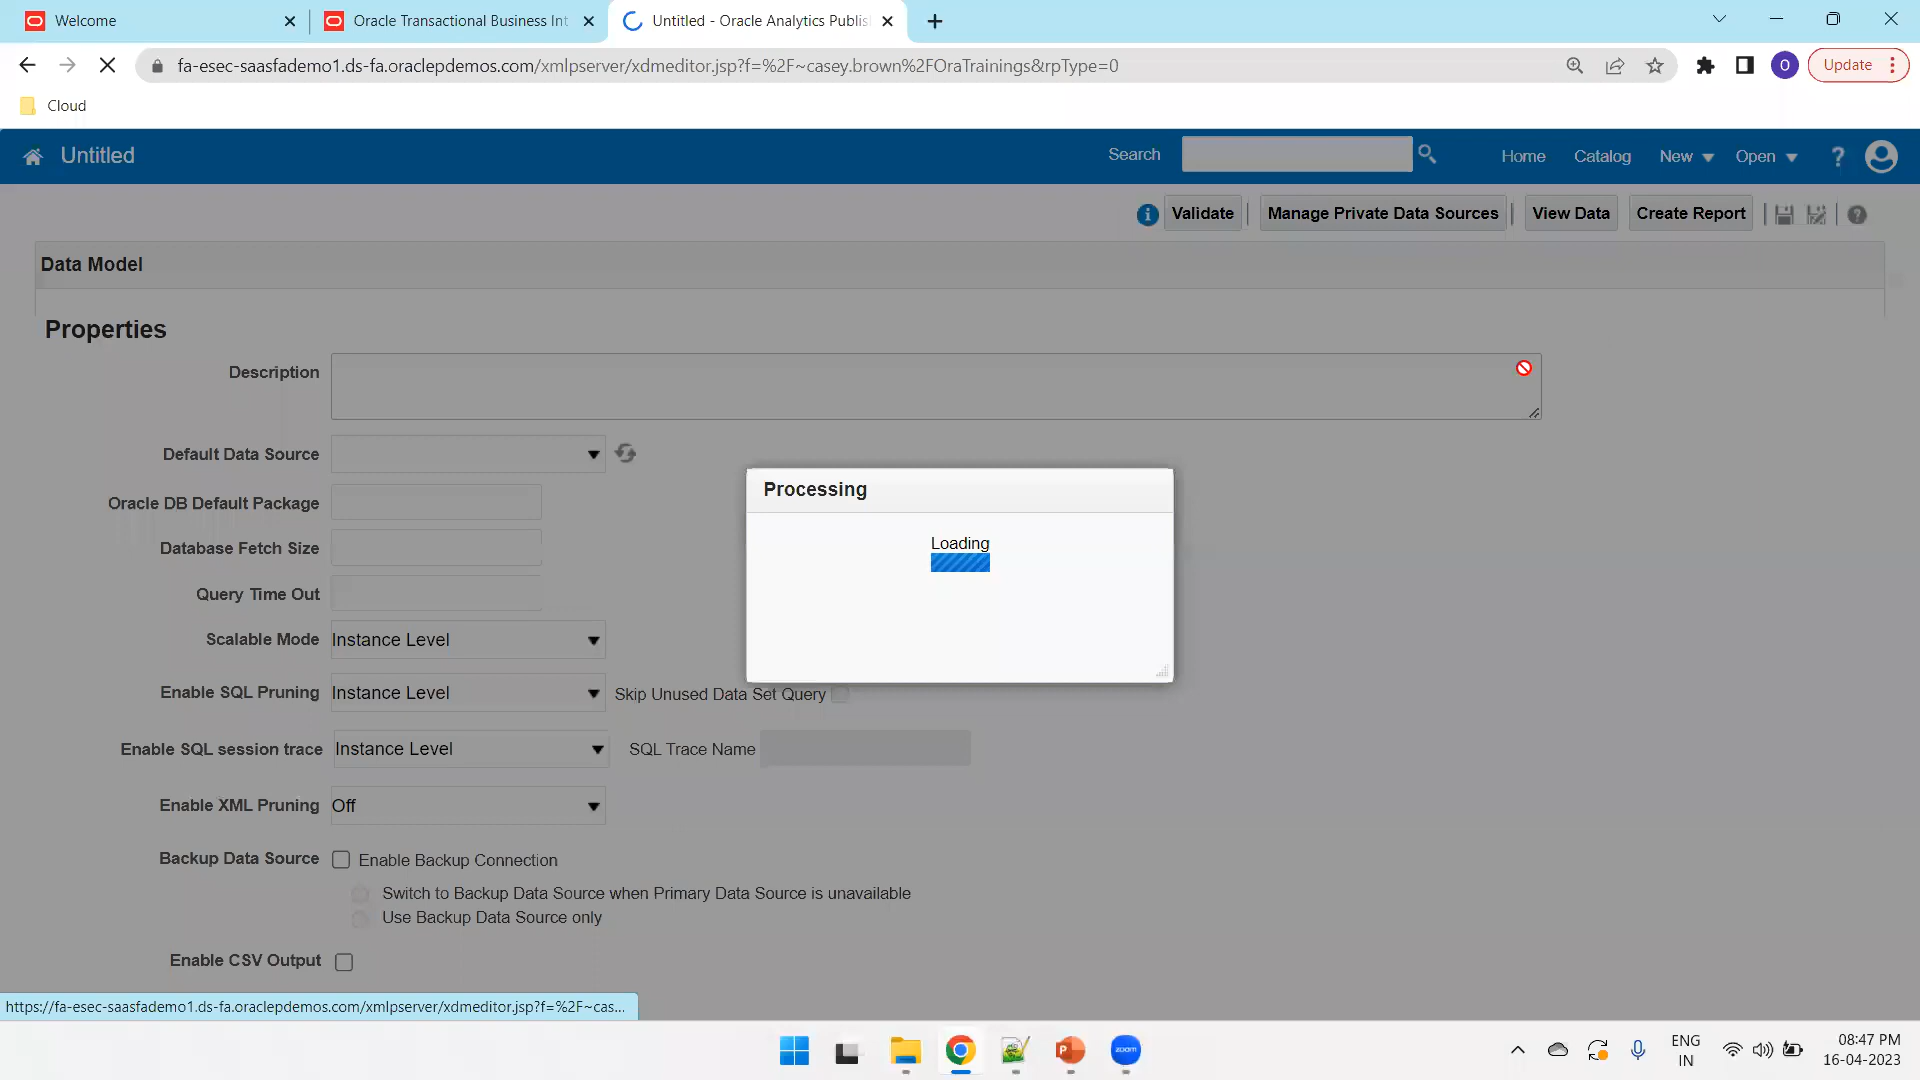 Welcome
Oracle Transactional Business Int
Untitled - Oracle Analytics Publis
fa-esec-saasfademo1.ds-fa.oraclepdemos.com/xmlpserver/xdmeditor.jsp?f=%2F~casey.brown%2FOraTrainings&rpType=0
O
Update
Cloud
Untitled
Search
Home
Catalog
New
Open
?
i
Validate
Manage Private Data Sources
View Data
Create Report
?
Data Model
Properties
Description
Default Data Source
Oracle DB Default Package
Database Fetch Size
Query Time Out
Scalable Mode
Instance Level
Enable SQL Pruning
Instance Level
Skip Unused Data Set Query
Enable SQL session trace
Instance Level
SQL Trace Name
Enable XML Pruning
Off
Backup Data Source
Enable Backup Connection
Switch to Backup Data Source when Primary Data Source is unavailable
Use Backup Data Source only
Enable CSV Output
Processing
Loading
https://fa-esec-saasfademo1.ds-fa.oraclepdemos.com/xmlpserver/xdmeditor.jsp?f=%2F~cas...
P
zoom
ENG
IN
08:47 PM
16-04-2023